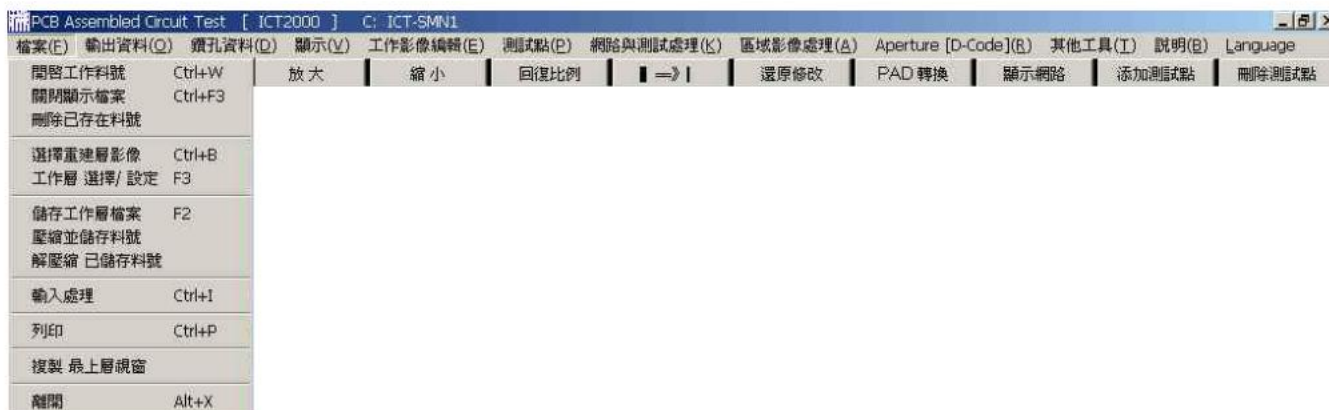 PCB Assembled Circuit Test [ ICT2000 ] C: ICT-SMN1
檔案(F) 輸出資料(O) 鑽孔資料(D) 顯示(V) 工作影像編輯(E) 測試點(P) 網路與測試處理(K) 區域影像處理(A) Aperture [D-Code](R) 其他工具(T) 說明(B) Language
放大 縮小 回復比例 ▌═》| 還原修改 PAD 轉換 顯示網路 添加測試點 刪除測試點
開啓工作料號 Ctrl+W
關閉顯示檔案 Ctrl+F3
刪除已存在料號
選擇重建層影像 Ctrl+B
工作層 選擇/ 設定 F3
儲存工作層檔案 F2
壓縮並儲存料號
解壓縮 已儲存料號
輸入處理 Ctrl+I
列印 Ctrl+P
複製 最上層視窗
離開 Alt+X